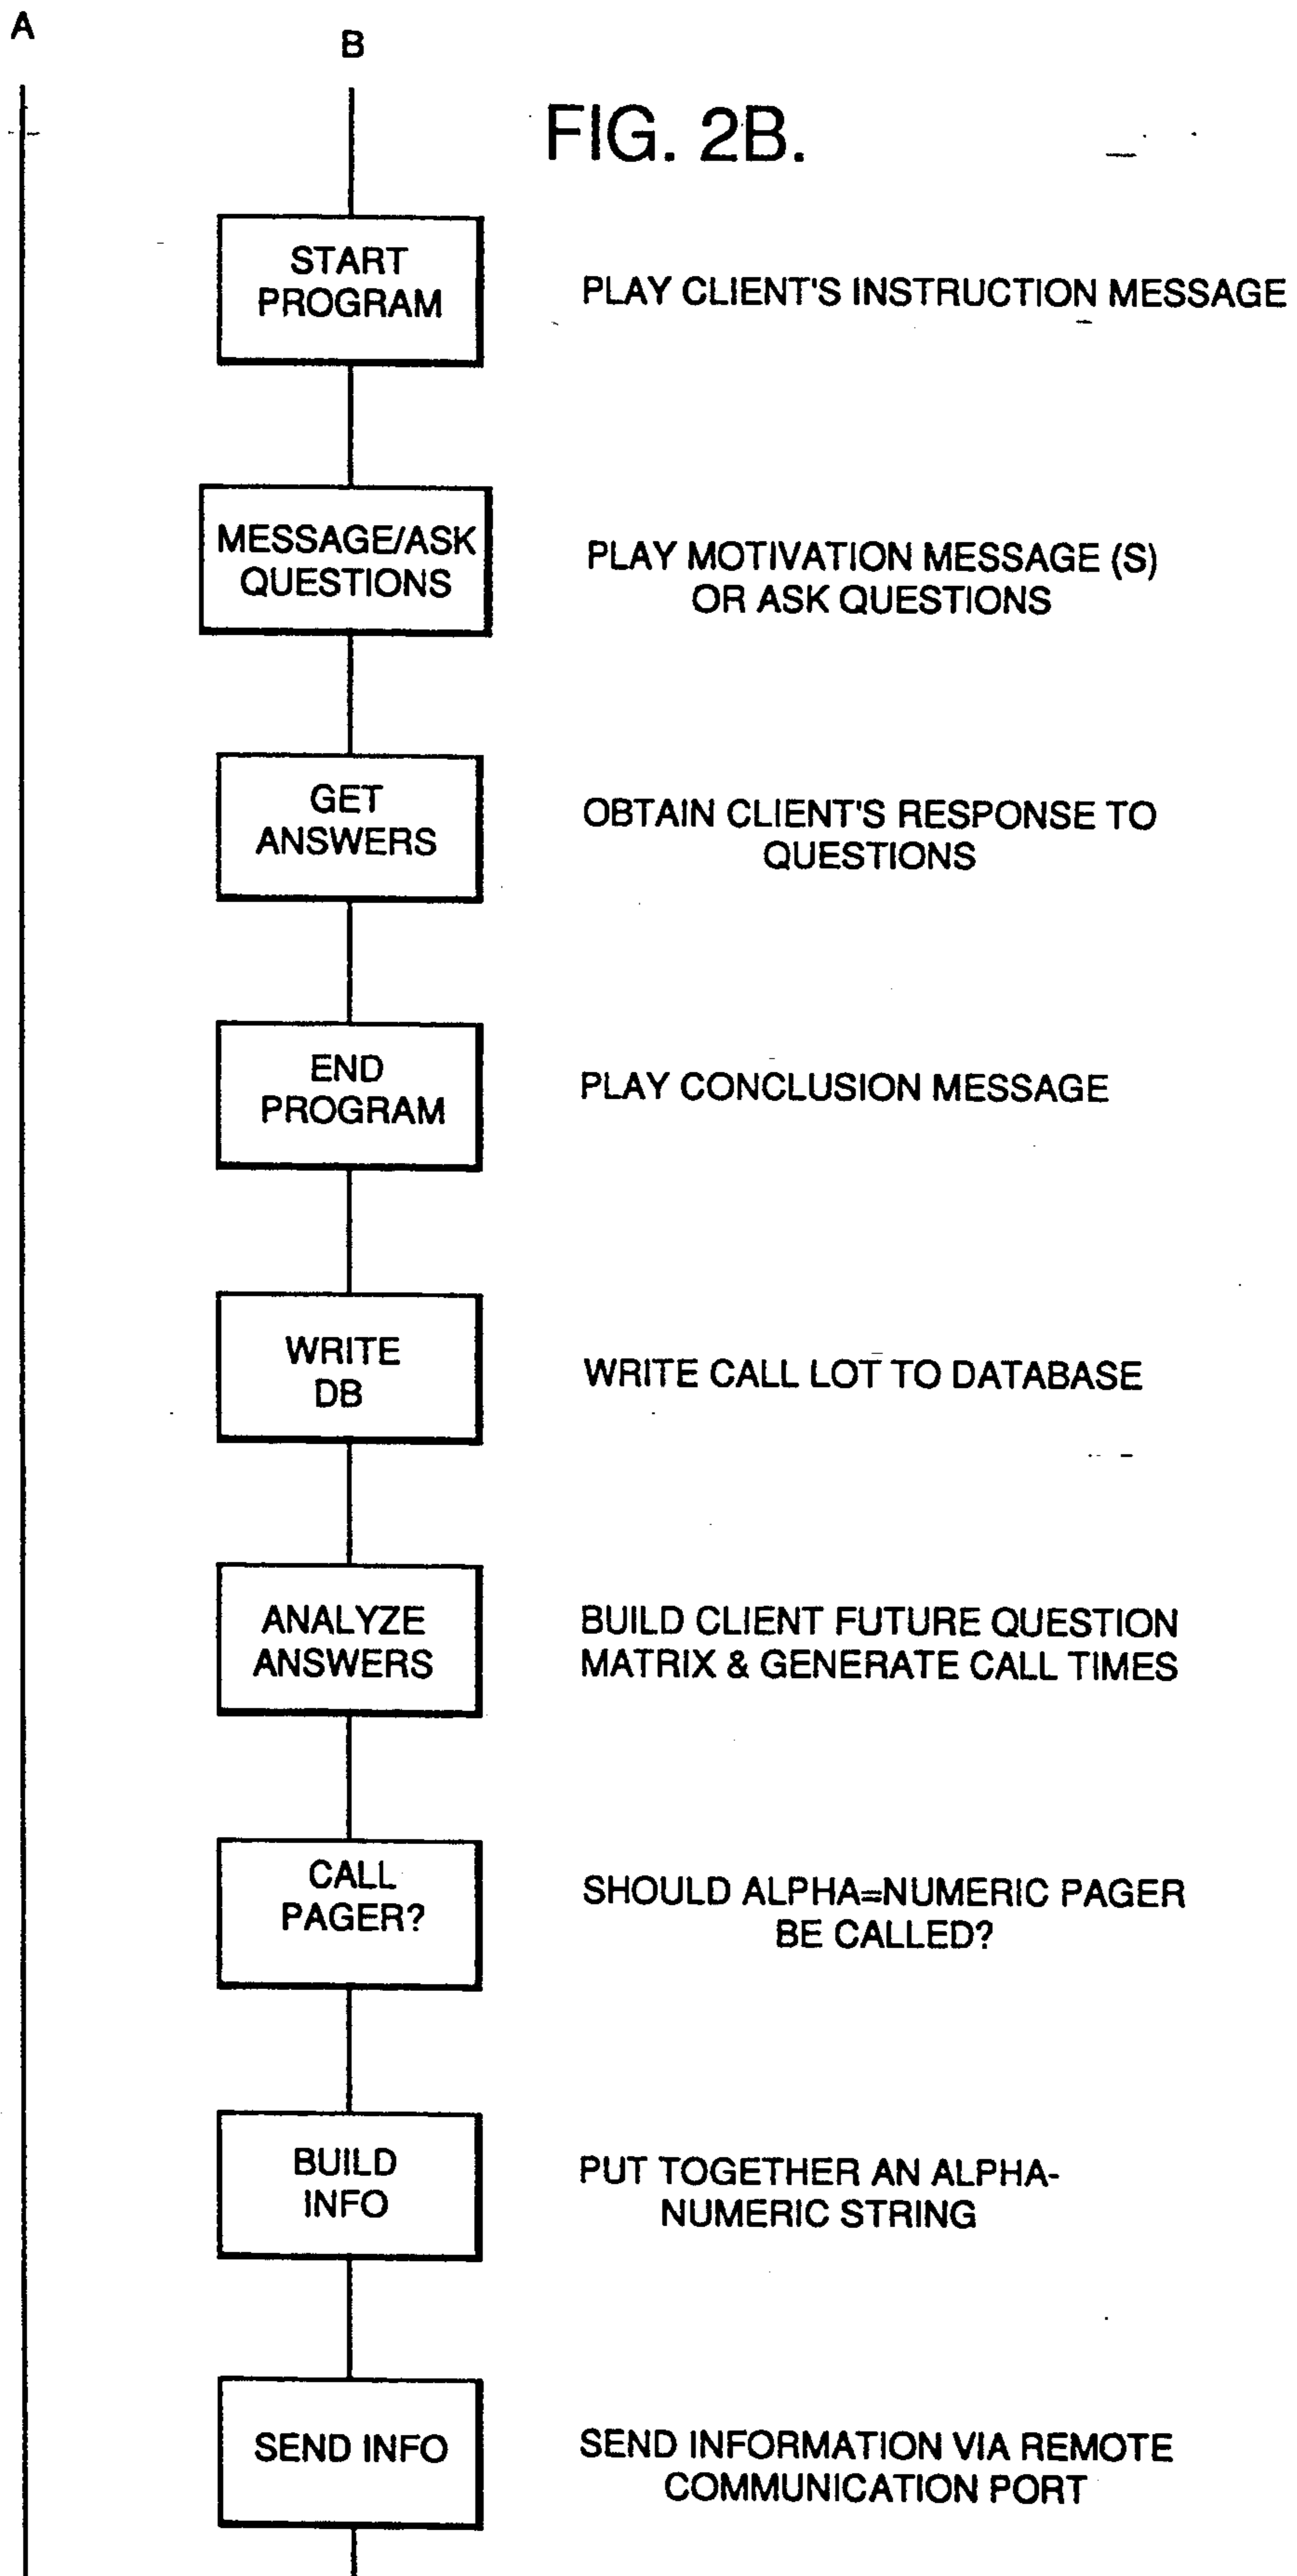 A
B
FIG. 2B.
START
PROGRAM
PLAY CLIENT'S INSTRUCTION MESSAGE
MESSAGE/ASK
QUESTIONS
PLAY MOTIVATION MESSAGE (S)
OR ASK QUESTIONS
GET
ANSWERS
OBTAIN CLIENT'S RESPONSE TO
QUESTIONS
END
PROGRAM
PLAY CONCLUSION MESSAGE
WRITE
DB
WRITE CALL LOT TO DATABASE
ANALYZE
ANSWERS
BUILD CLIENT FUTURE QUESTION
MATRIX & GENERATE CALL TIMES
CALL
PAGER?
SHOULD ALPHA=NUMERIC PAGER
BE CALLED?
BUILD
INFO
PUT TOGETHER AN ALPHA-
NUMERIC STRING
SEND INFO
SEND INFORMATION VIA REMOTE
COMMUNICATION PORT